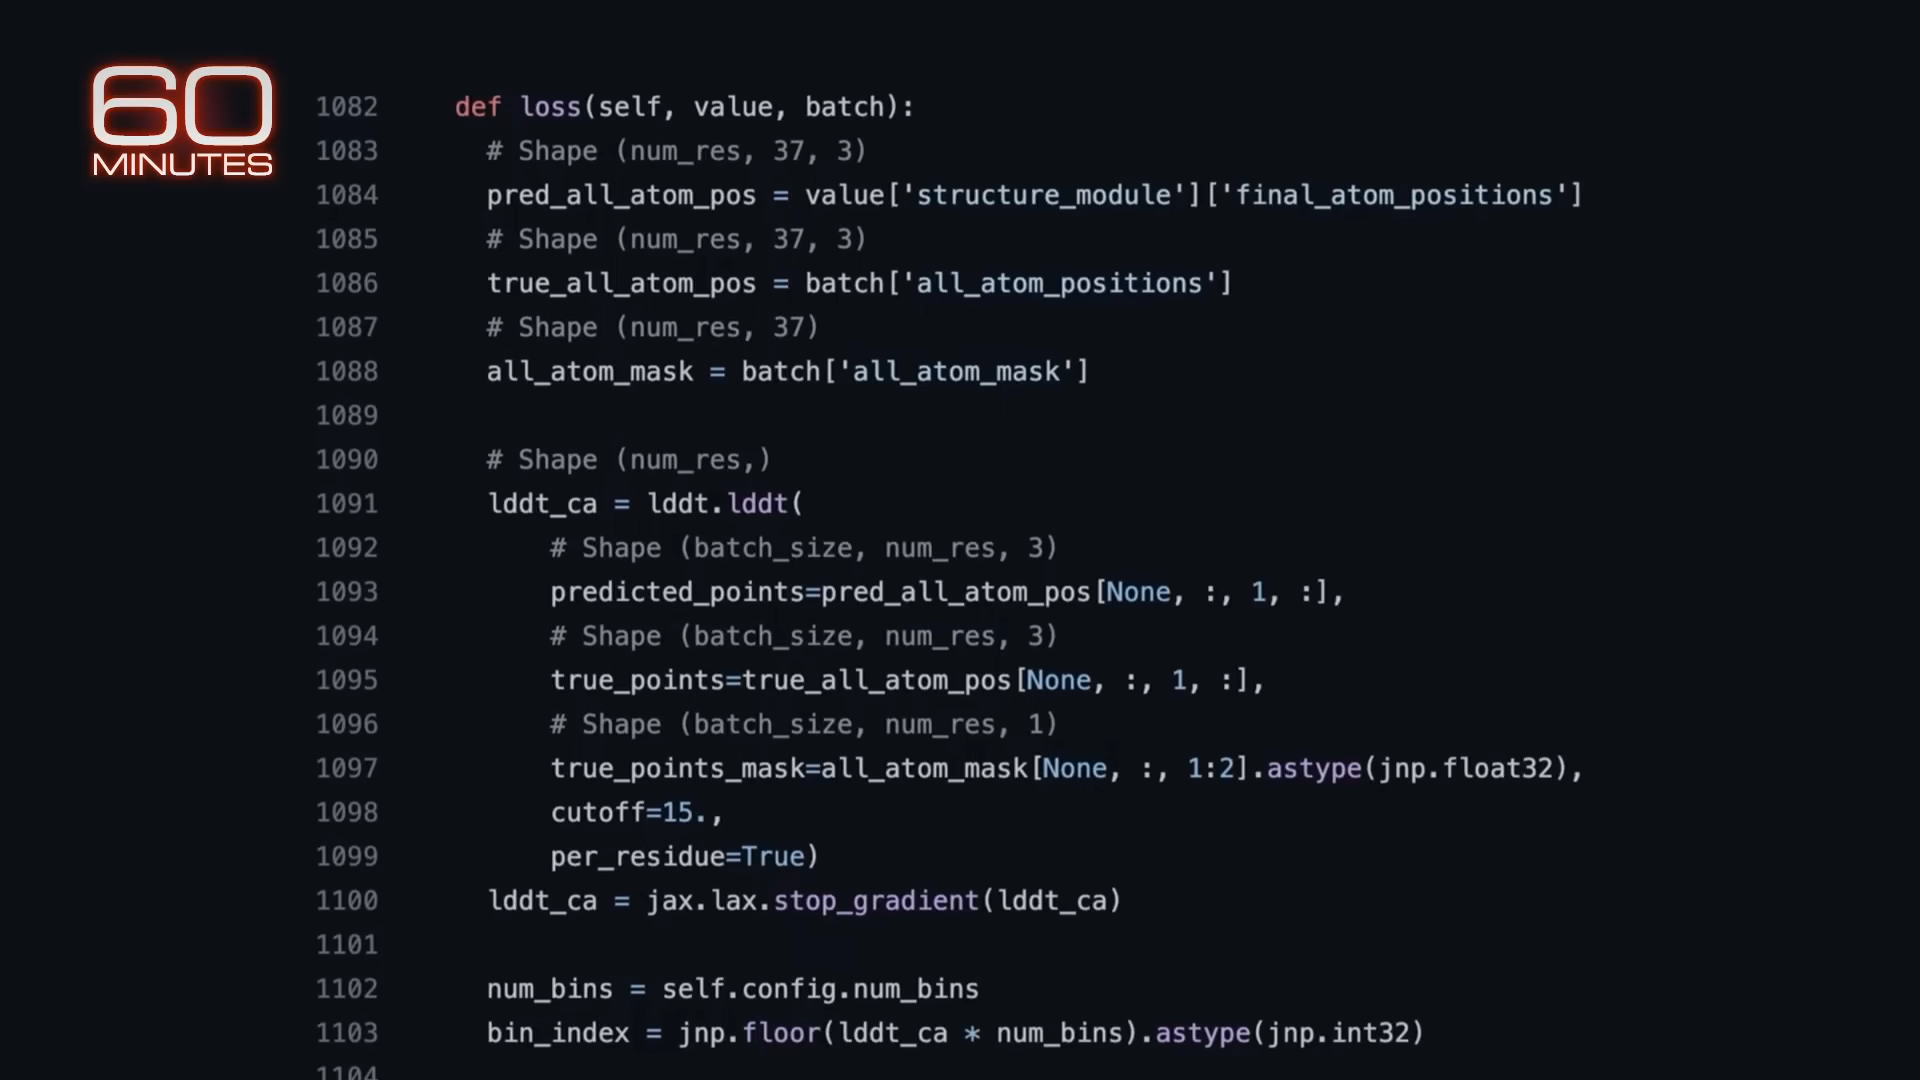 60
MINUTES
1082 def loss(self, value, batch):
1083 # Shape (num_res, 37, 3)
1084 pred_all_atom_pos = value['structure_module']['final_atom_positions']
1085 # Shape (num_res, 37, 3)
1086 true_all_atom_pos = batch['all_atom_positions']
1087 # Shape (num_res, 37)
1088 all_atom_mask = batch['all_atom_mask']
1089
1090 # Shape (num_res,)
1091 lddt_ca = lddt.lddt(
1092 # Shape (batch_size, num_res, 3)
1093 predicted_points=pred_all_atom_pos[None, :, 1, :],
1094 # Shape (batch_size, num_res, 3)
1095 true_points=true_all_atom_pos[None, :, 1, :],
1096 # Shape (batch_size, num_res, 1)
1097 true_points_mask=all_atom_mask[None, :, 1:2].astype(jnp.float32),
1098 cutoff=15.,
1099 per_residue=True)
1100 lddt_ca = jax.lax.stop_gradient(lddt_ca)
1101
1102 num_bins = self.config.num_bins
1103 bin_index = jnp.floor(lddt_ca * num_bins).astype(jnp.int32)
1104